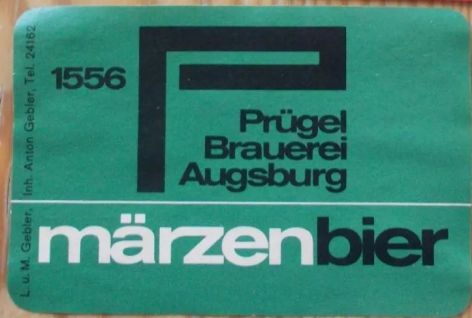 L. u. M. Gebler, Inh. Anton Gebler, Tel. 24162
1556
Prügel
Brauerei
Augsburg
märzenbier